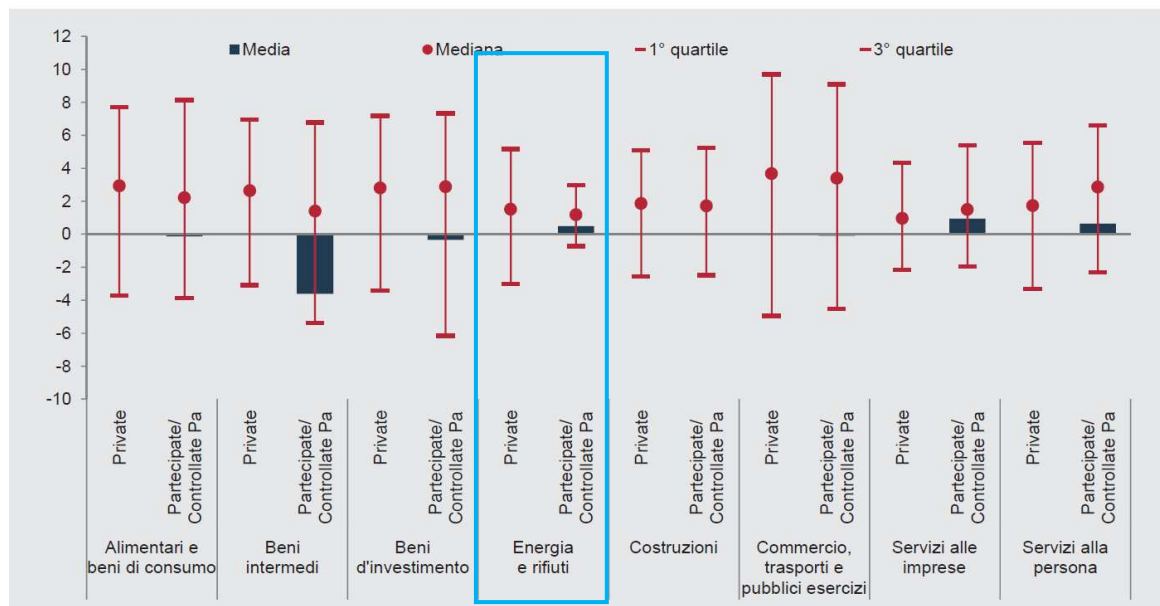 12
Media
Mediana
1° quartile
3° quartile
10
8
6
4
2
0
-2
-4
-6
-8
-10
Private
Partecipate/
Controllate Pa
Private
Partecipate/
Controllate Pa
Private
Partecipate/
Controllate Pa
Private
Partecipate/
Controllate Pa
Private
Partecipate/
Controllate Pa
Private
Partecipate/
Controllate Pa
Private
Partecipate/
Controllate Pa
Private
Partecipate/
Controllate Pa
Alimentari e
beni di consumo
Beni
intermedi
Beni
d'investimento
Energia
e rifiuti
Costruzioni
Commercio,
trasporti e
pubblici esercizi
Servizi alle
imprese
Servizi alla
persona